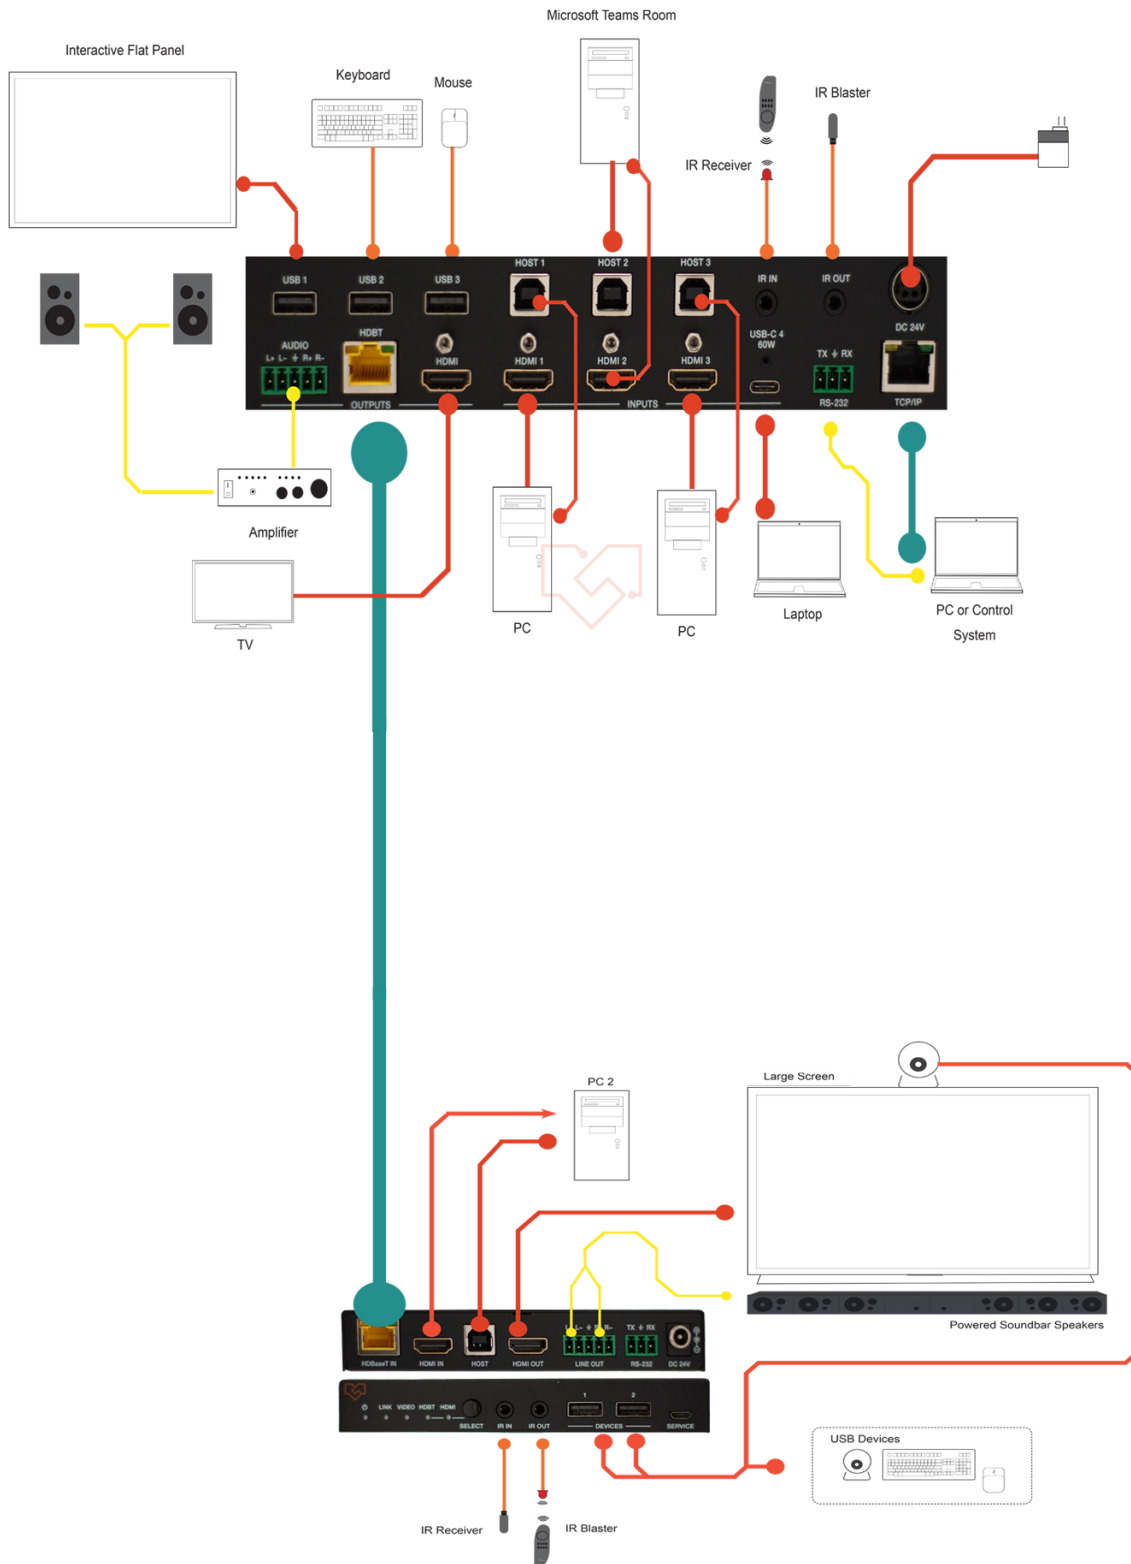 Microsoft Teams Room
Interactive Flat Panel
Keyboard
Mouse
IR Blaster
IR Receiver
HOST 1
HOST 2
HOST 3
USB 1
USB 2
USB 3
IR IN
IR OUT
HDBT
USB-C 4
60W
DC 24V
AUDIO
L+ L- ⏚ R+ R-
HDMI
HDMI 1
HDMI 2
HDMI 3
TX ⏚ RX
OUTPUTS
INPUTS
RS-232
TCP/IP
Amplifier
TV
PC
PC
Laptop
PC or Control
System
PC 2
Large Screen
Powered Soundbar Speakers
L- ⏚ R-
TX ⏚ RX
HDBaseT IN
HDMI IN
HOST
HDMI OUT
LINE OUT
RS-232
DC 24V
1
2
LINK
VIDEO
HDBT
HDMI
SELECT
IR IN
IR OUT
DEVICES
SERVICE
USB Devices
IR Receiver
IR Blaster